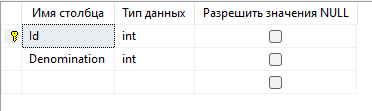 Имя столбца Тип данных Разрешить значения NULL
Id int
Denomination int